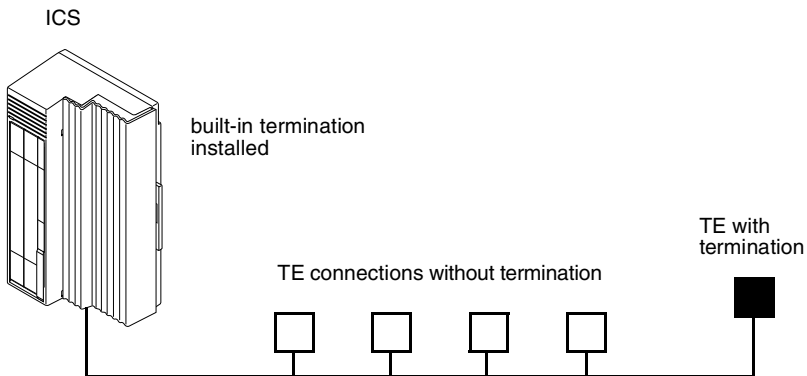 ICS
built-in termination
installed
TE with
termination
TE connections without termination